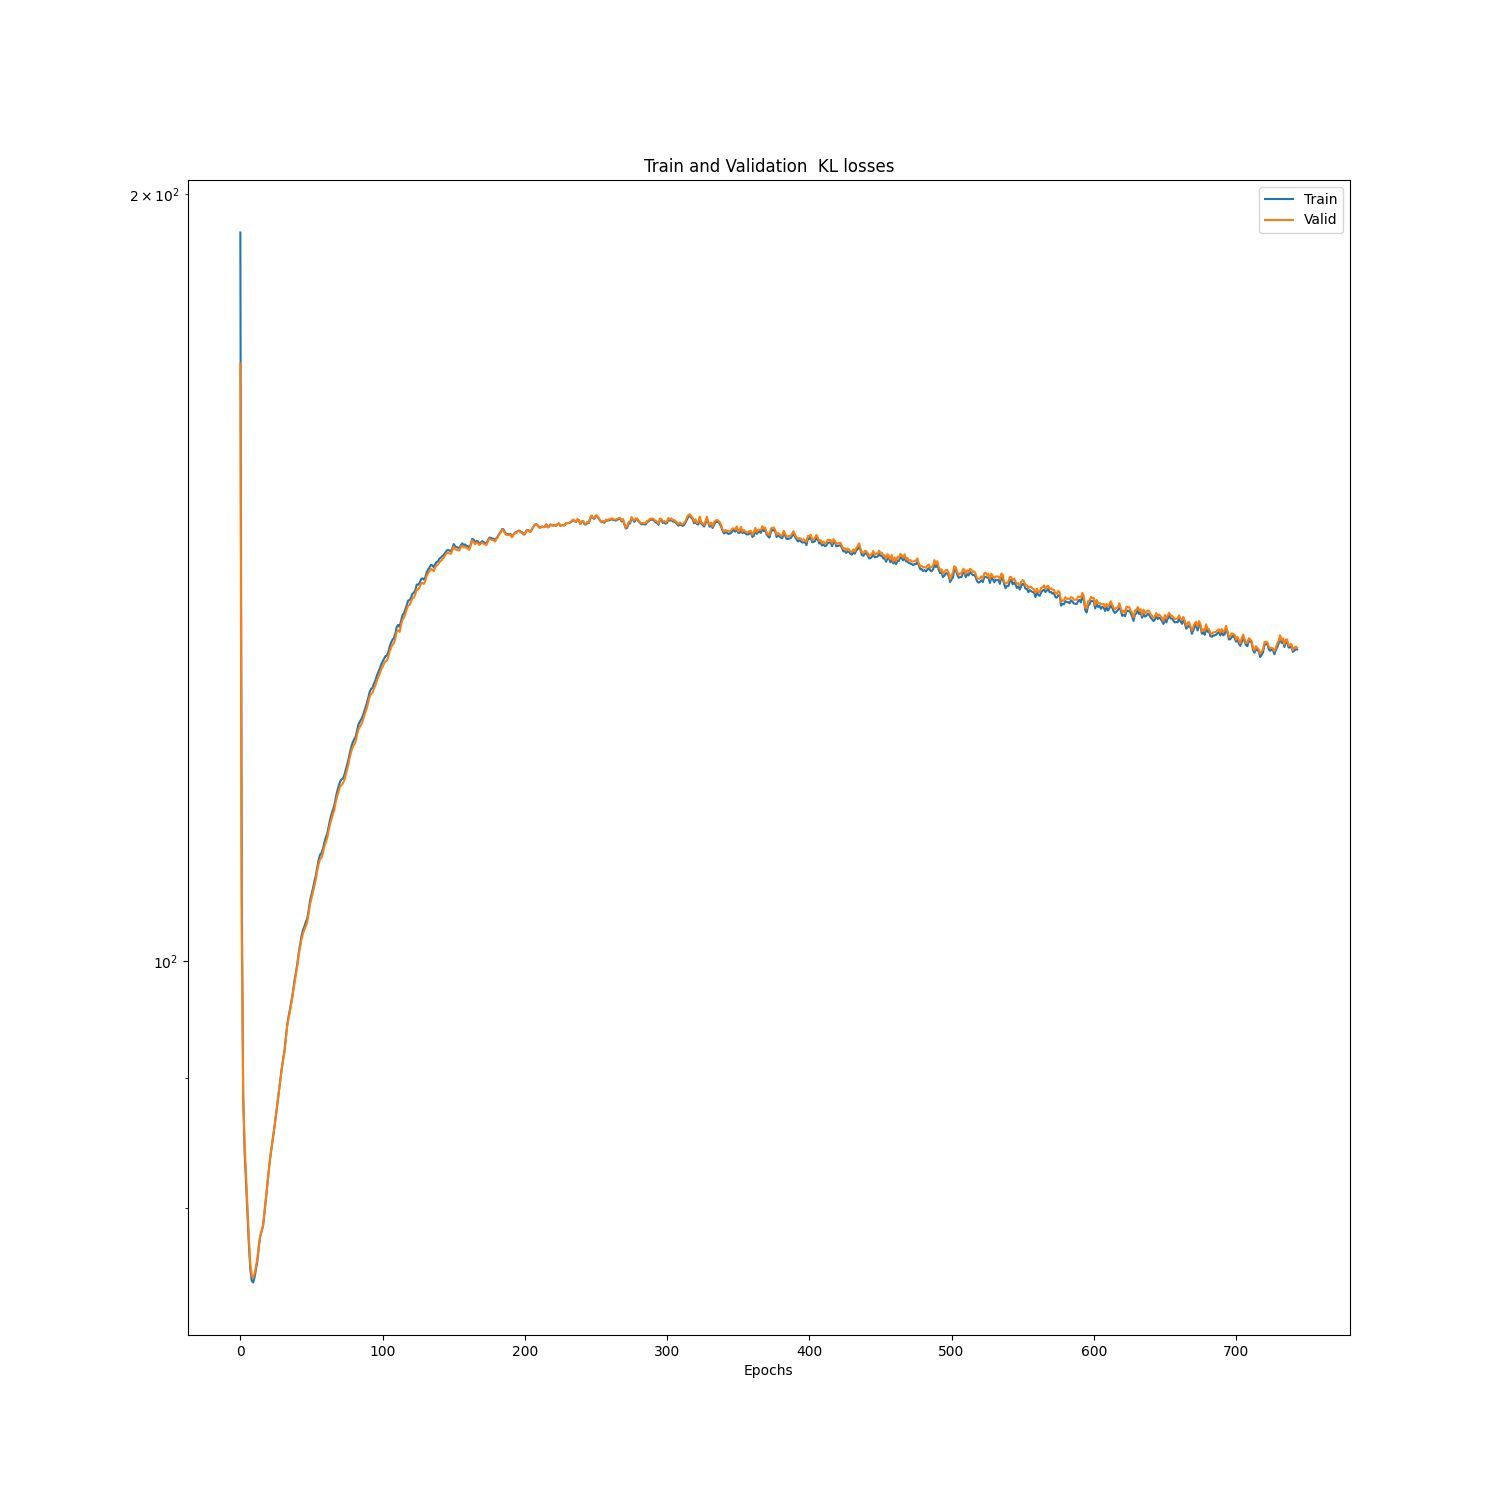 Train and Validation  KL losses
2 × 10²
Train
Valid
10²
0 100 200 300 400 500 600 700
Epochs